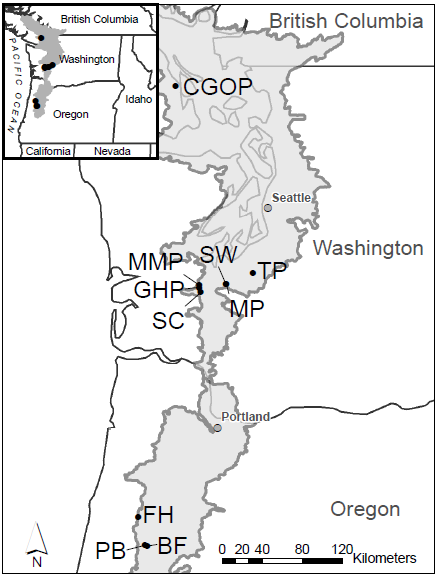 British Columbia
Washington
PACIFIC OCEAN
Oregon
Idaho
California
Nevada
British Columbia
CGOP
Seattle
Washington
SW
MMP
TP
GHP
MP
SC
Portland
FH
Oregon
PB
BF
N
0 20 40 80 120
Kilometers